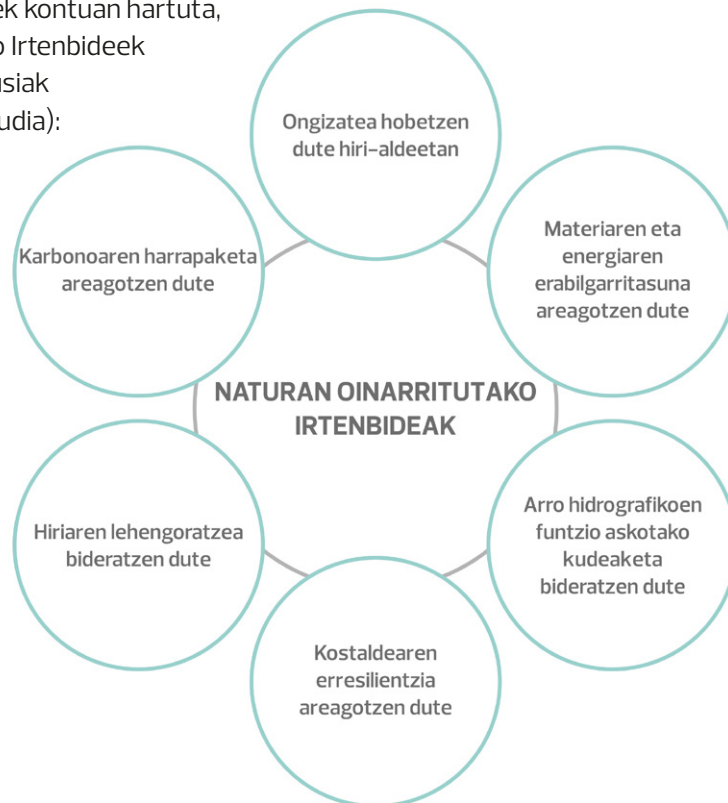 ek kontuan hartuta,
o Irtenbideek
usiak
udia):
Ongizatea hobetzen
dute hiri-aldeetan
Materiaren eta
energiaren
erabilgarritasuna
areagotzen dute
Karbonoaren harrapaketa
areagotzen dute
NATURAN OINARRITUTAKO
IRTENBIDEAK
Arro hidrografikoen
funtzio askotako
kudeaketa
bideratzen dute
Hiriaren lehengoratzea
bideratzen dute
Kostaldearen
erresilientzia
areagotzen dute